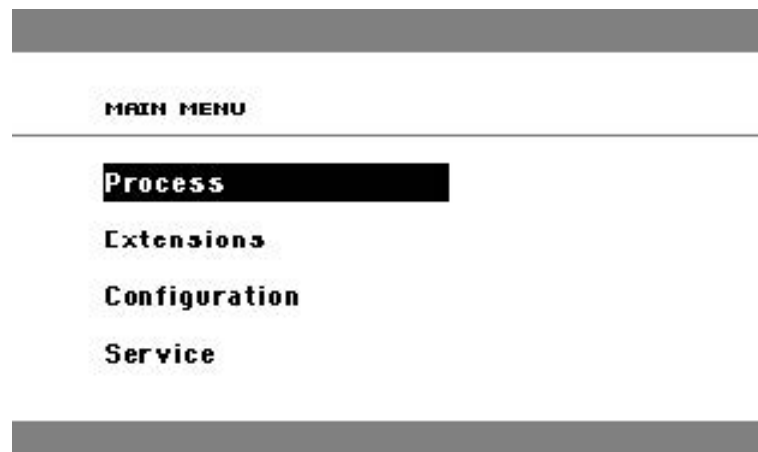 MAIN MENU
Process
Extensions
Configuration
Service